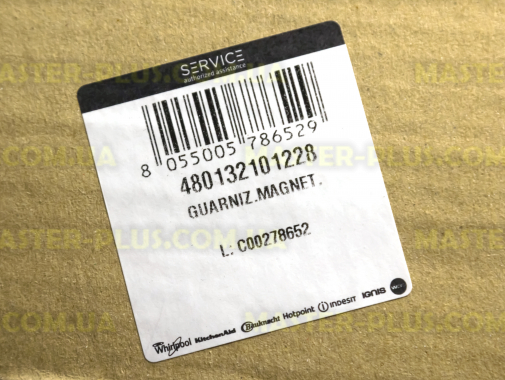 SERVICE
authorized assistance
8 055005 786529
480132101228
GUARNIZ.MAGNET.
L: C00278652
Whirlpool KitchenAid Bauknecht Hotpoint indesit IGNIS
MASTER-PLUS.COM.UA